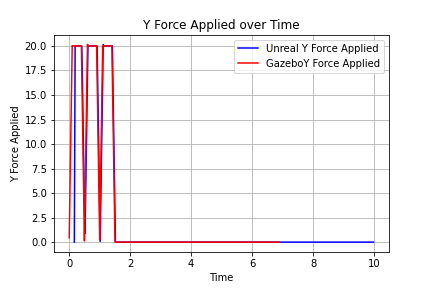 Y Force Applied over Time
Unreal Y Force Applied
GazeboY Force Applied
Y Force Applied
20.0
17.5
15.0
12.5
10.0
7.5
5.0
2.5
0.0
0 2 4 6 8 10
Time